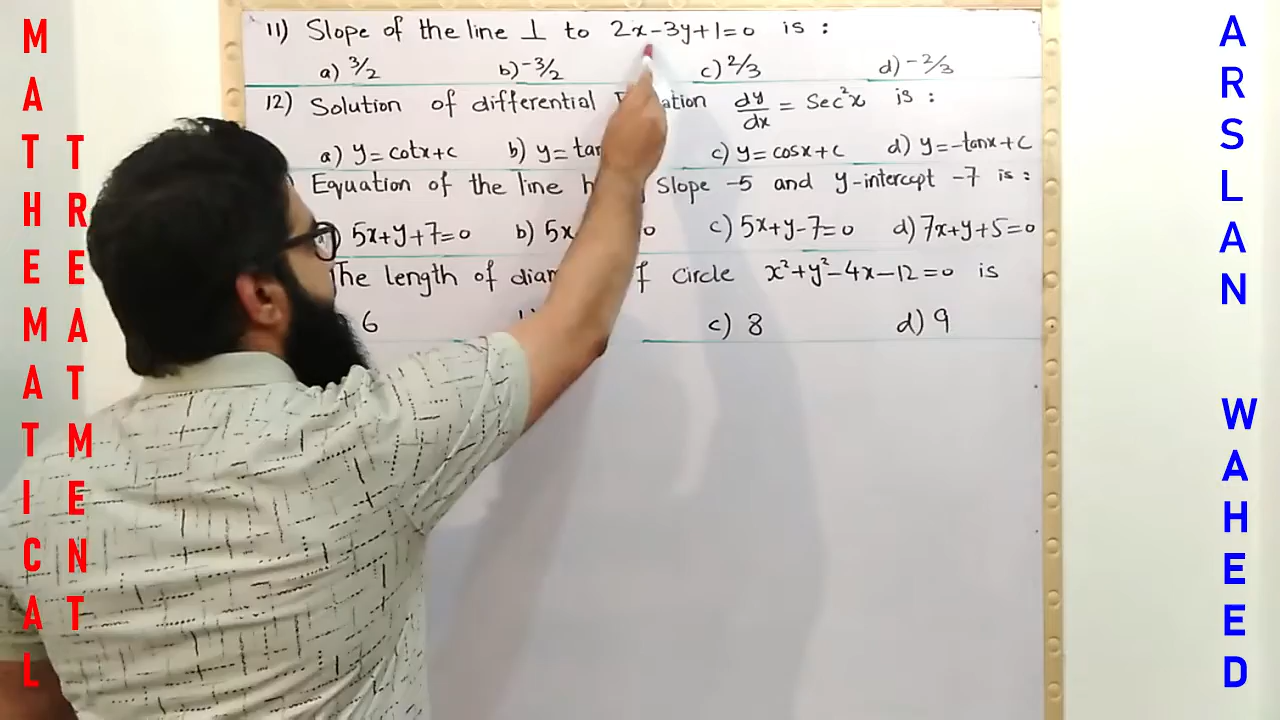 MATHEMATICAL
TREATMENT
11) Slope of the line ⊥ to 2x-3y+1=0 is :
a) 3/2 b) -3/2 c) 2/3 d) -2/3
12) Solution of differential dy/dx = Sec²x is :
a) y=cotx+c b) y=tan c) y=cosx+c d) y=-tanx+c
Equation of the line Slope -5 and y-intercept -7 is :
a) 5x+y+7=0 b) 5x 0 c) 5x+y-7=0 d) 7x+y+5=0
The length of circle x²+y²-4x-12=0 is
6 c) 8 d) 9
ARSLAN
WAHEED